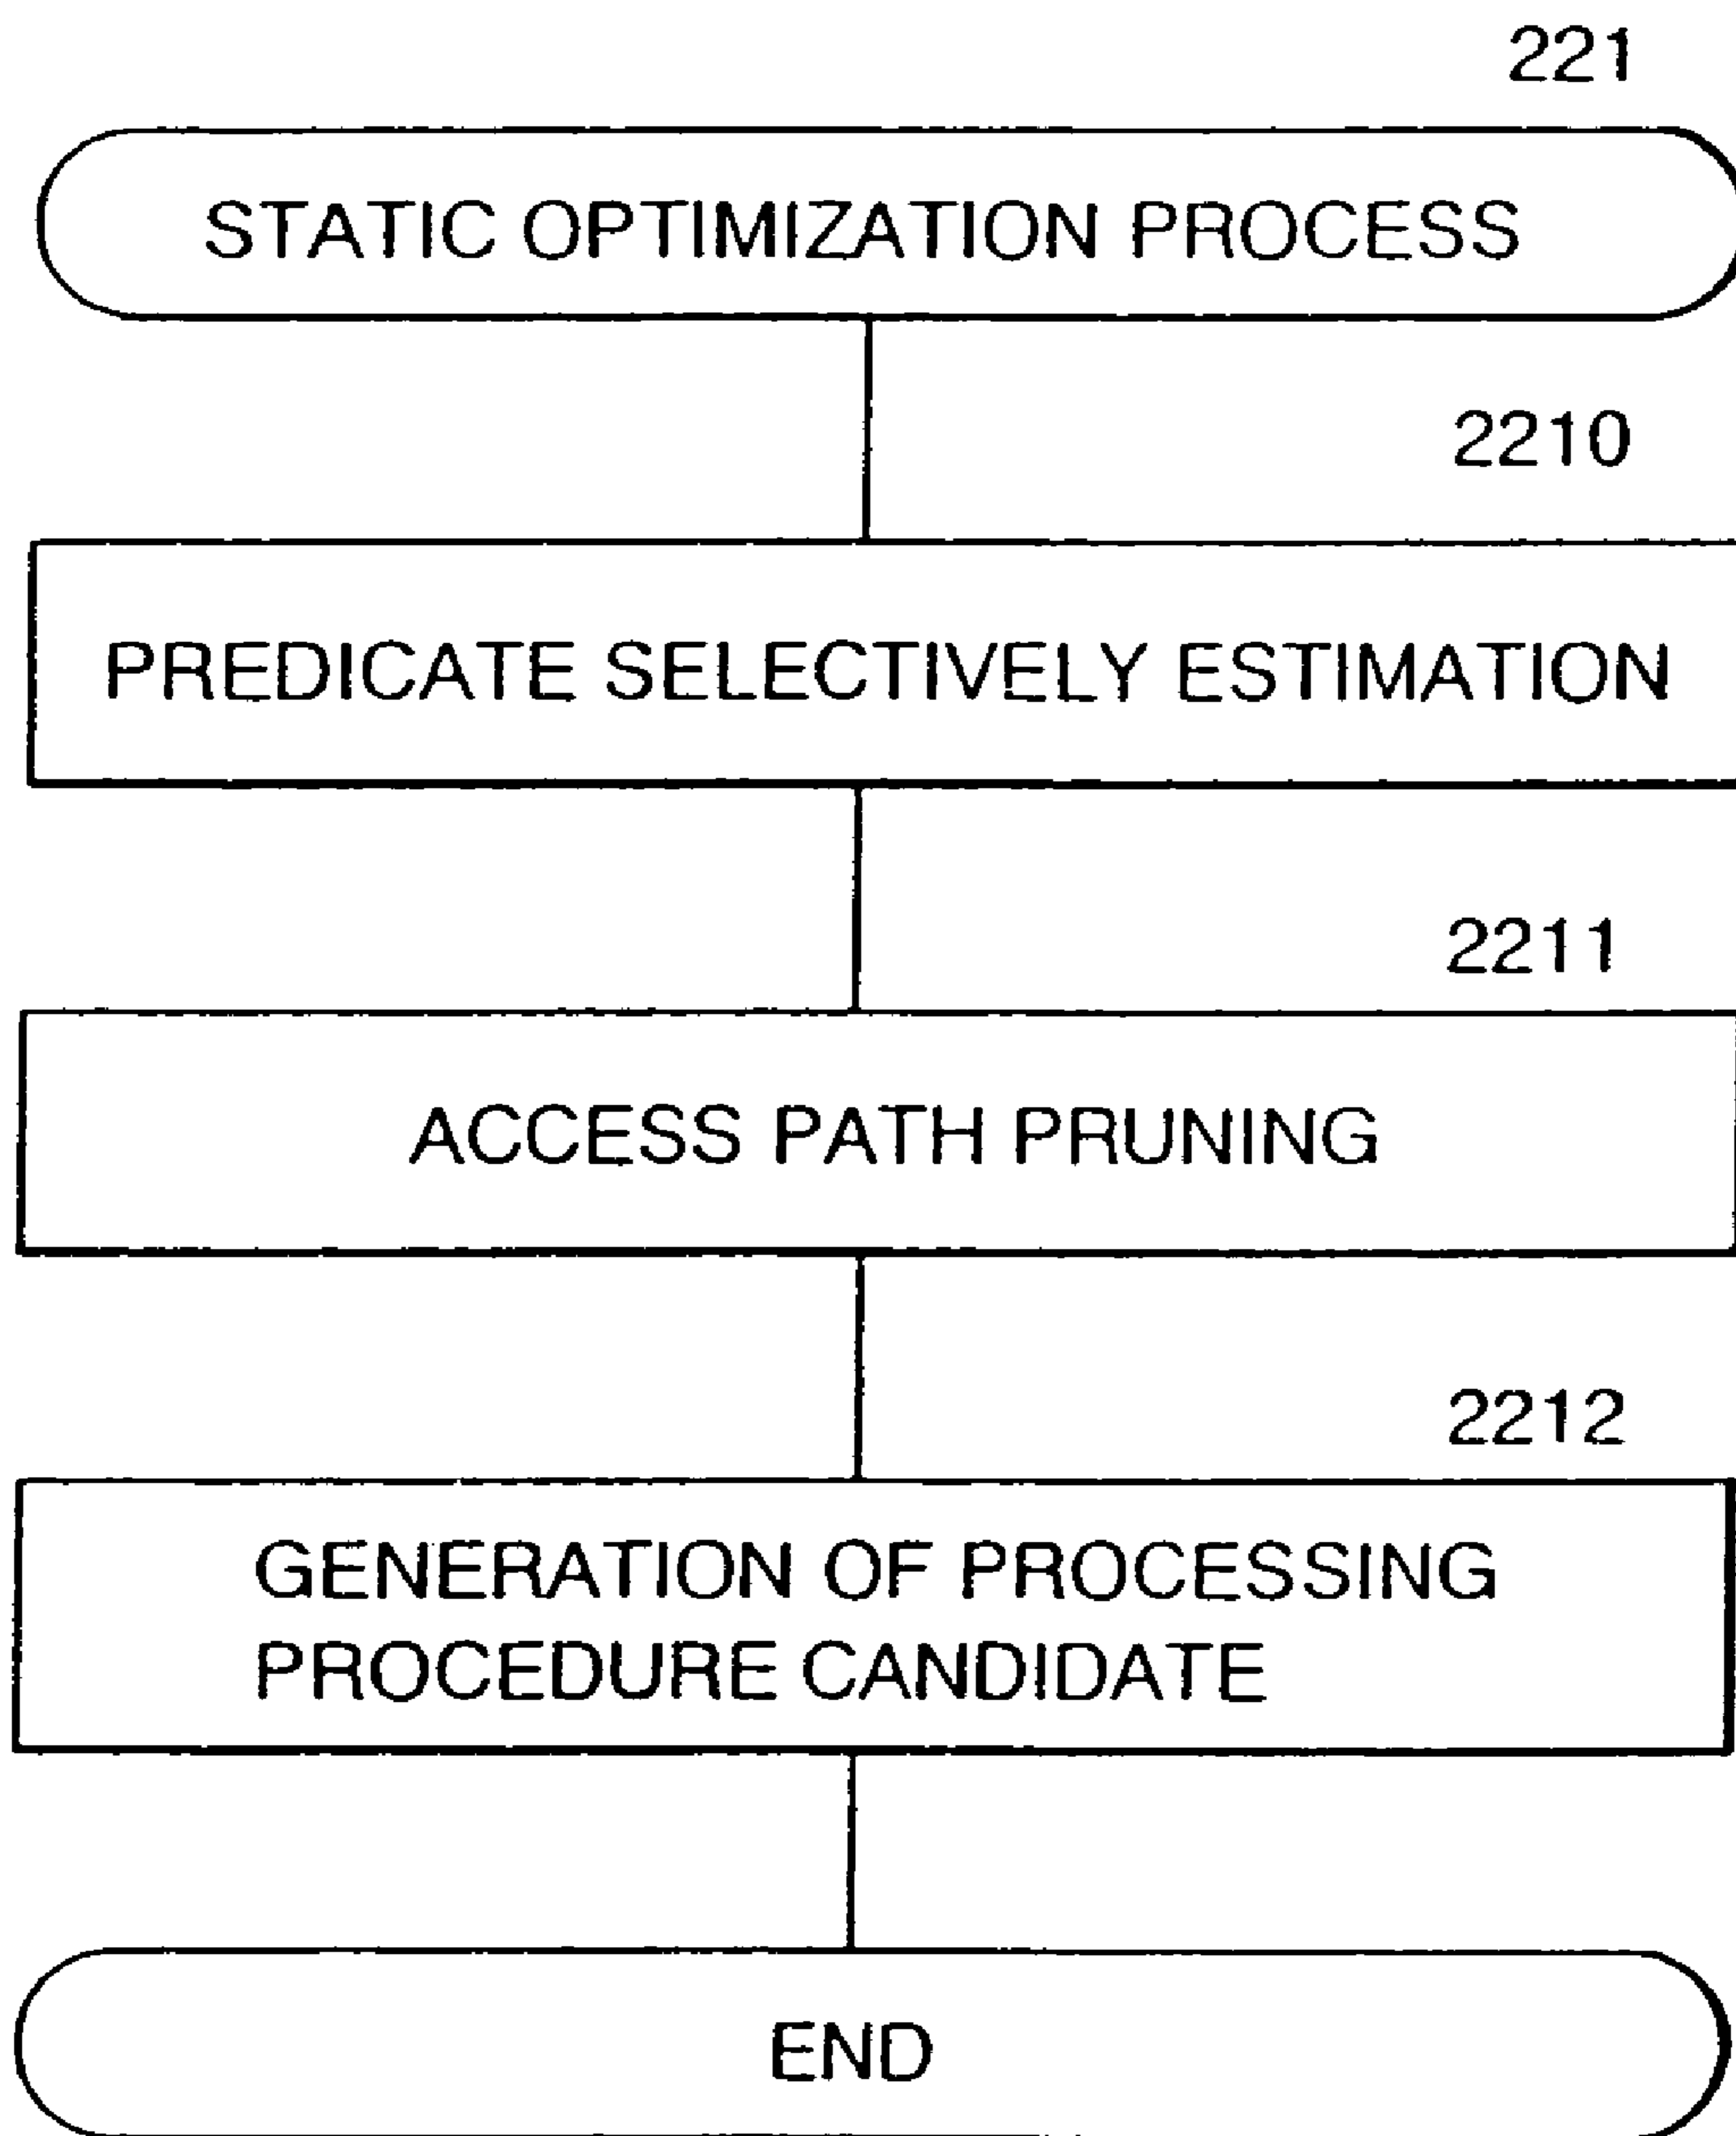 221
STATIC OPTIMIZATION PROCESS
2210
PREDICATE SELECTIVELY ESTIMATION
2211
ACCESS PATH PRUNING
2212
GENERATION OF PROCESSING
PROCEDURE CANDIDATE
END